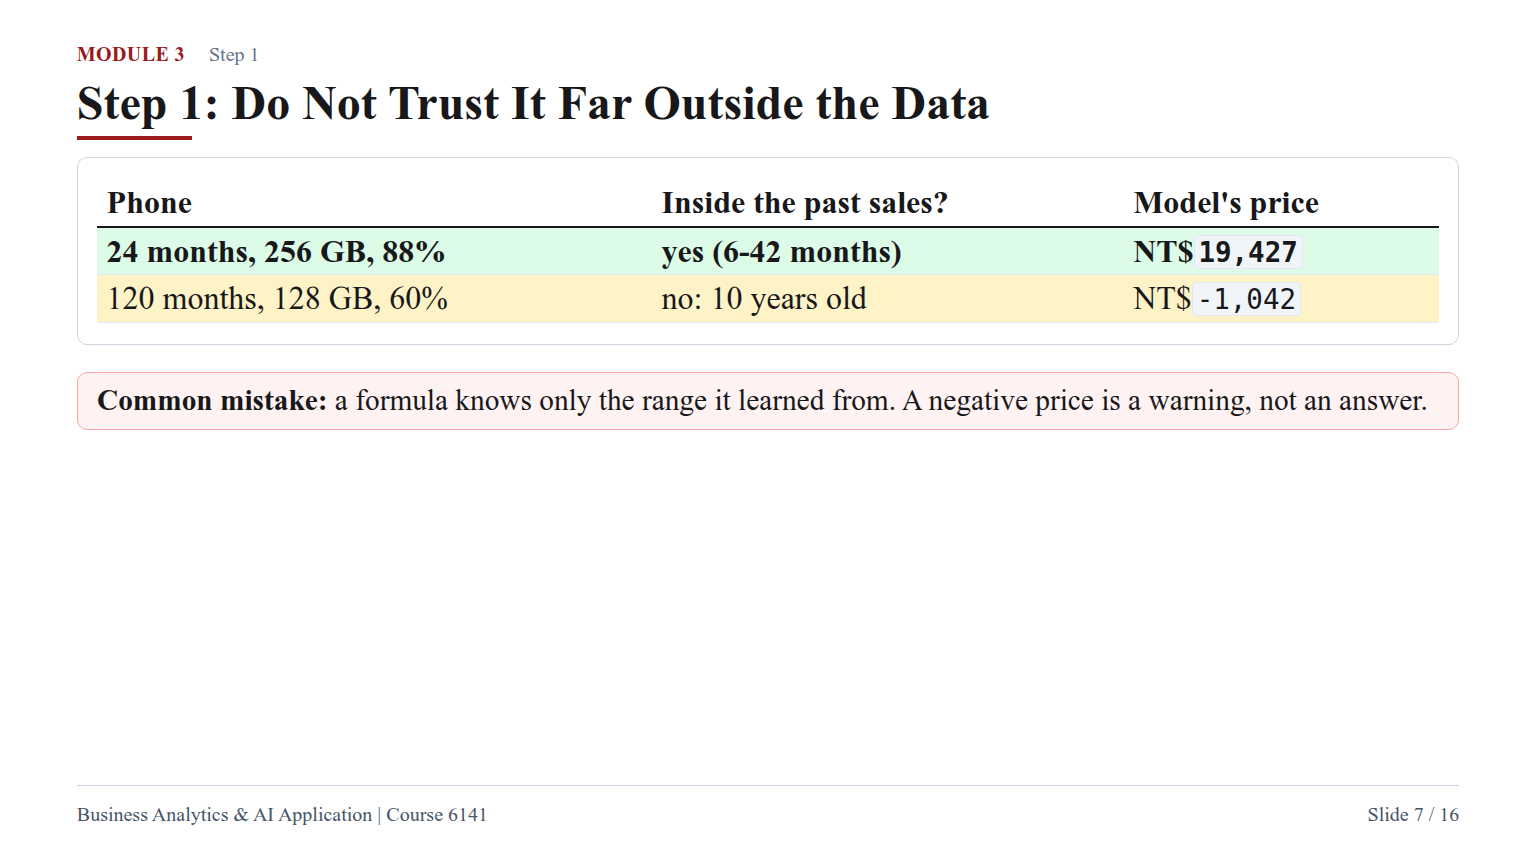 MODULE 3 Step 1
Step 1: Do Not Trust It Far Outside the Data
Phone Inside the past sales? Model's price
24 months, 256 GB, 88% yes (6-42 months) NT$19,427
120 months, 128 GB, 60% no: 10 years old NT$-1,042
Common mistake: a formula knows only the range it learned from. A negative price is a warning, not an answer.
Business Analytics & AI Application | Course 6141 Slide 7 / 16